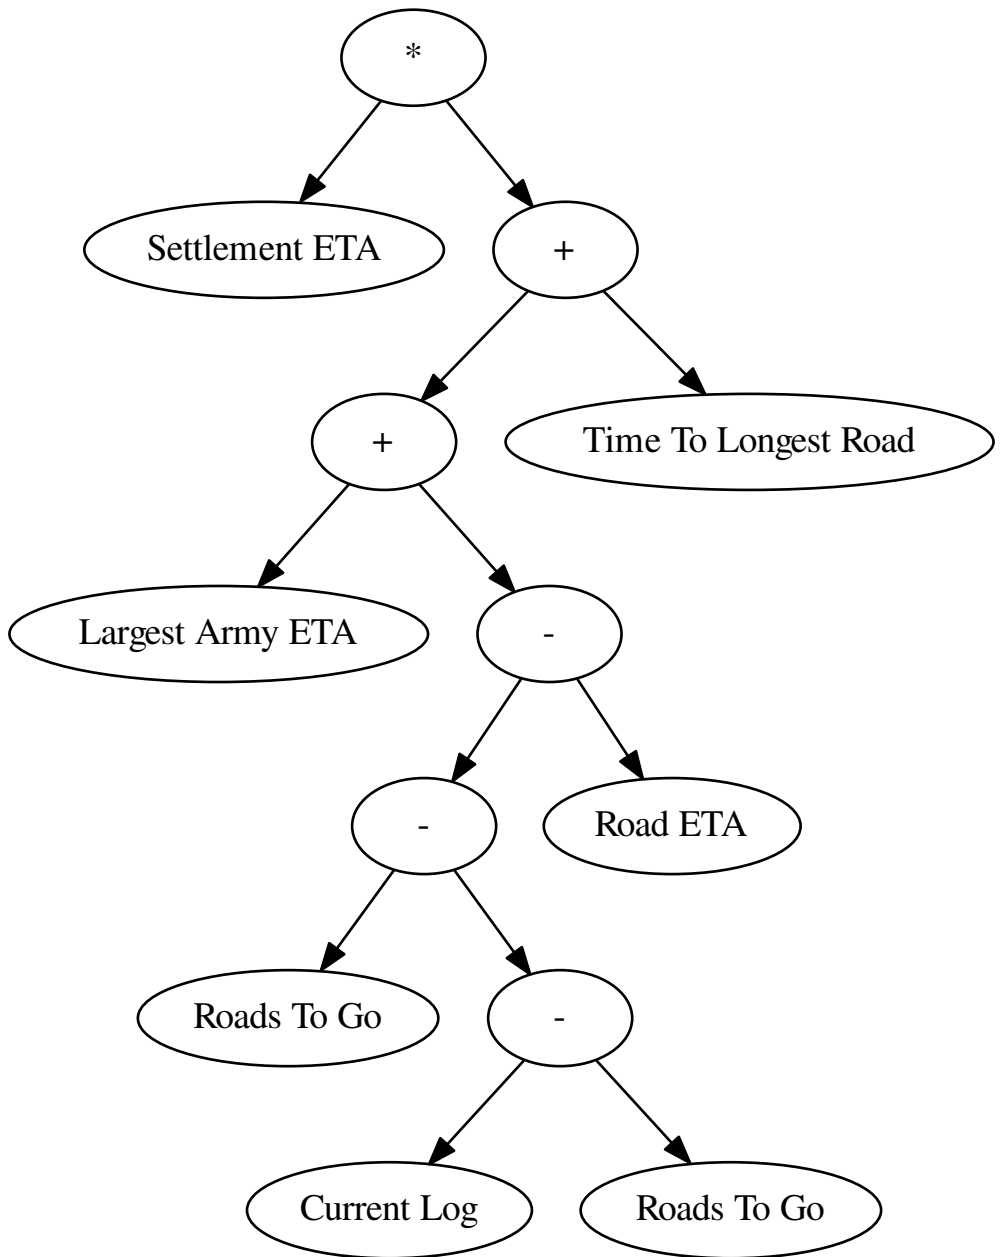 *
Settlement ETA
+
+
Time To Longest Road
Largest Army ETA
-
-
Road ETA
Roads To Go
-
Current Log
Roads To Go